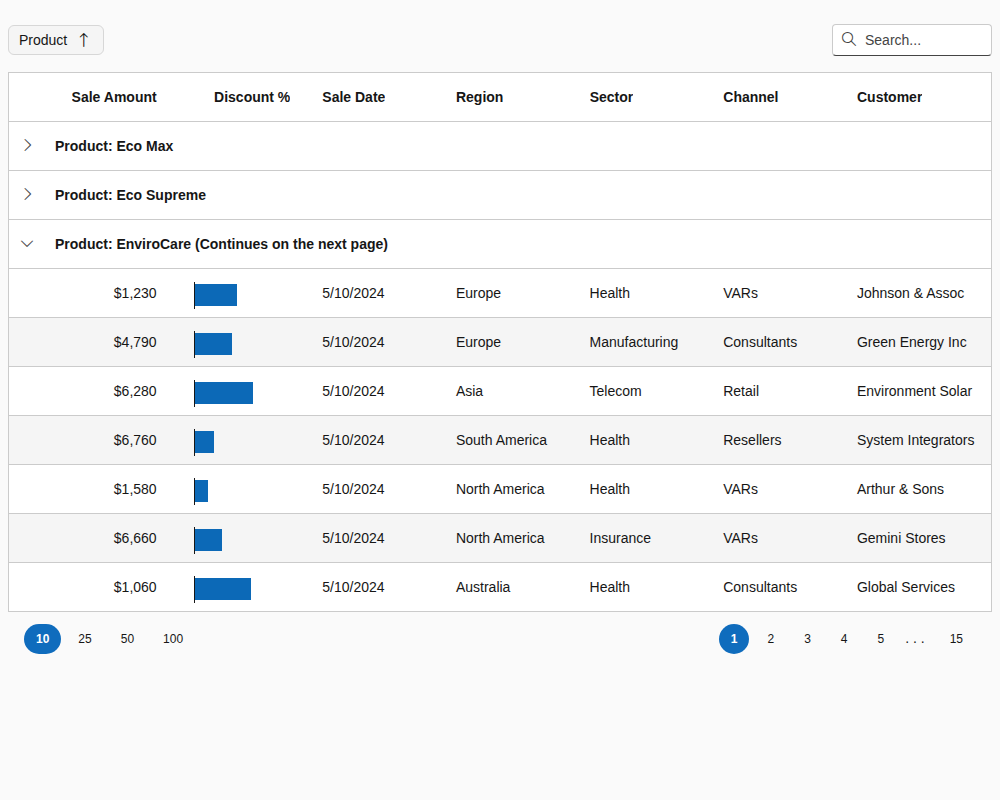 Product
Search...
Sale Amount Discount % Sale Date Region Sector Channel Customer
Product: Eco Max
Product: Eco Supreme
Product: EnviroCare (Continues on the next page)
$1,230 5/10/2024 Europe Health VARs Johnson & Assoc
$4,790 5/10/2024 Europe Manufacturing Consultants Green Energy Inc
$6,280 5/10/2024 Asia Telecom Retail Environment Solar
$6,760 5/10/2024 South America Health Resellers System Integrators
$1,580 5/10/2024 North America Health VARs Arthur & Sons
$6,660 5/10/2024 North America Insurance VARs Gemini Stores
$1,060 5/10/2024 Australia Health Consultants Global Services
10 25 50 100 1 2 3 4 5 ... 15